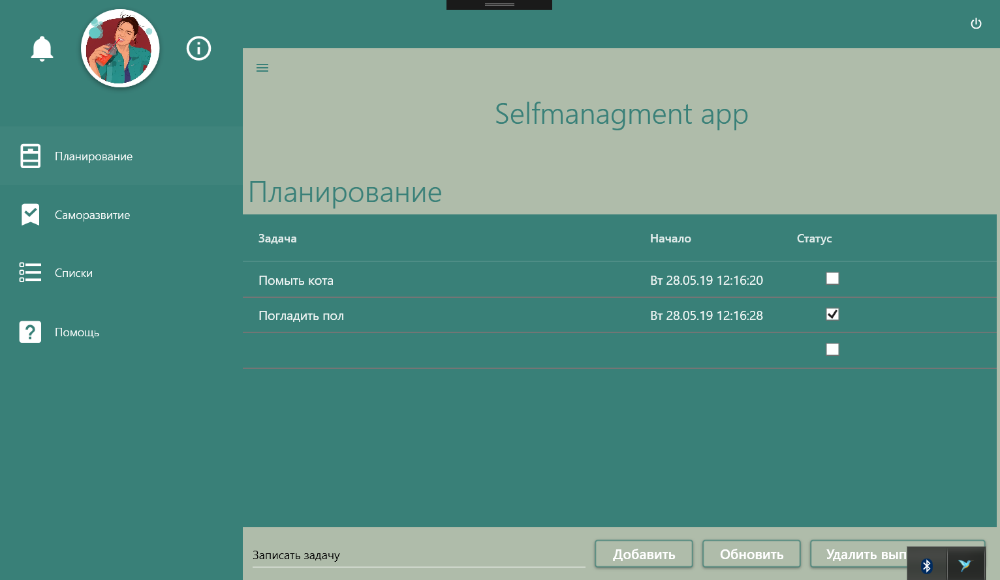 Selfmanagment app
Планирование
Саморазвитие
Списки
Помощь
Планирование
Задача Начало Статус
Помыть кота Вт 28.05.19 12:16:20
Погладить пол Вт 28.05.19 12:16:28
Записать задачу
Добавить
Обновить
Удалить вып